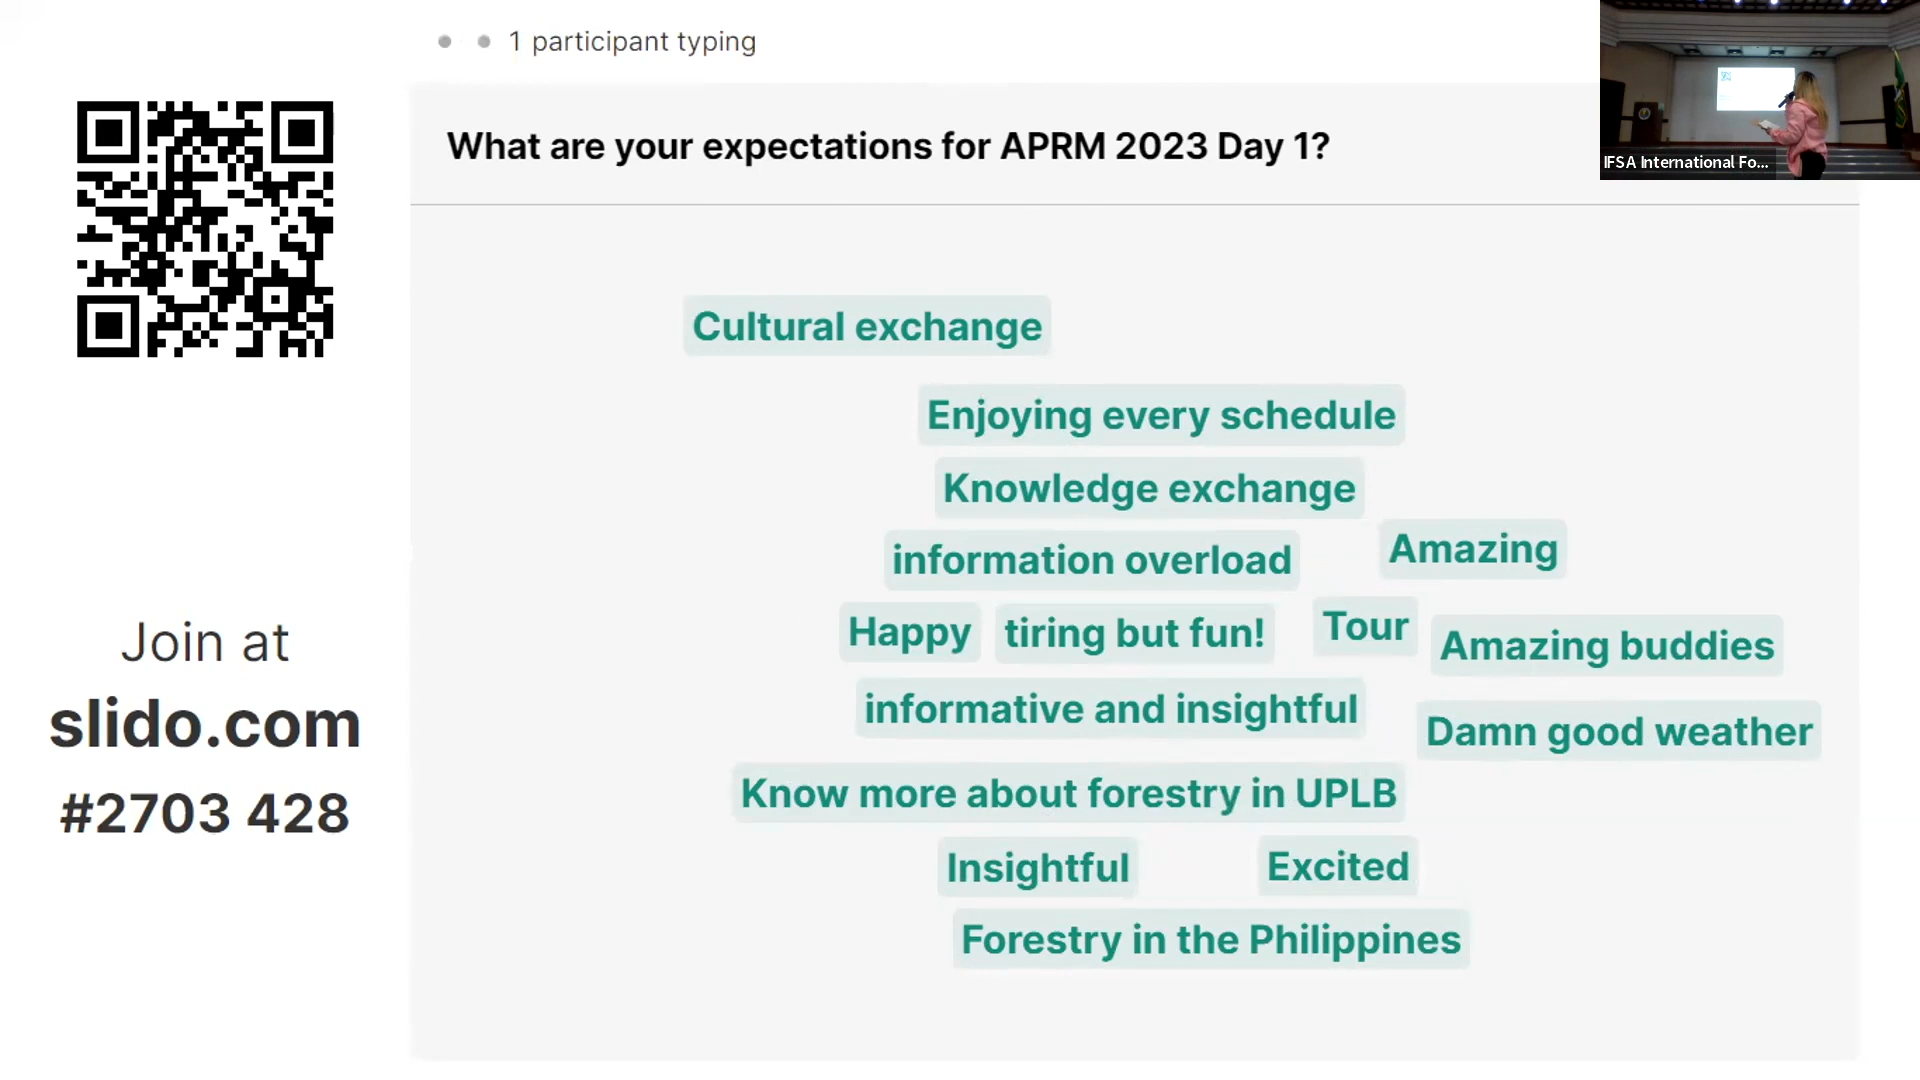 1 participant typing
What are your expectations for APRM 2023 Day 1?
IFSA International Fo...
Cultural exchange
Enjoying every schedule
Knowledge exchange
information overload
Amazing
Happy
tiring but fun!
Tour
Amazing buddies
informative and insightful
Damn good weather
Know more about forestry in UPLB
Insightful
Excited
Forestry in the Philippines
Join at
slido.com
#2703 428